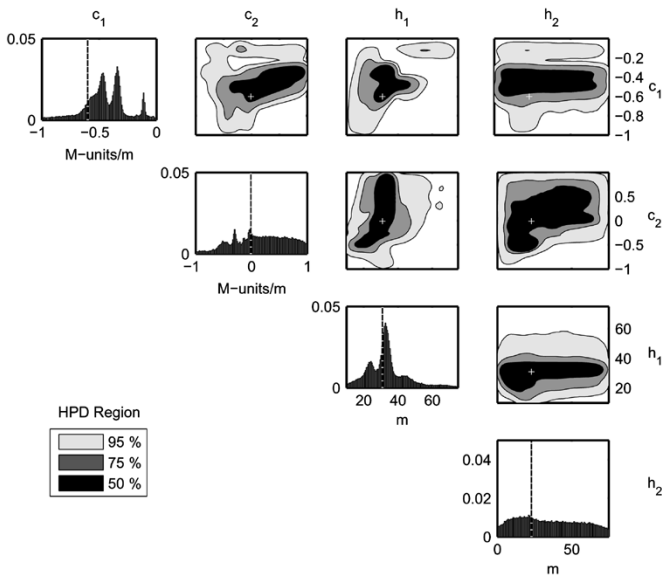 c1 c2 h1 h2
0.05
0
−1 −0.5 0
M−units/m
−0.2
−0.4
−0.6
−0.8
−1
c1
0.05
0
−1 0 1
M−units/m
0.5
0
−0.5
−1
c2
0.05
0
20 40 60
m
60
40
20
h1
HPD Region
95 %
75 %
50 %
0.04
0.02
0
0 50
m
h2